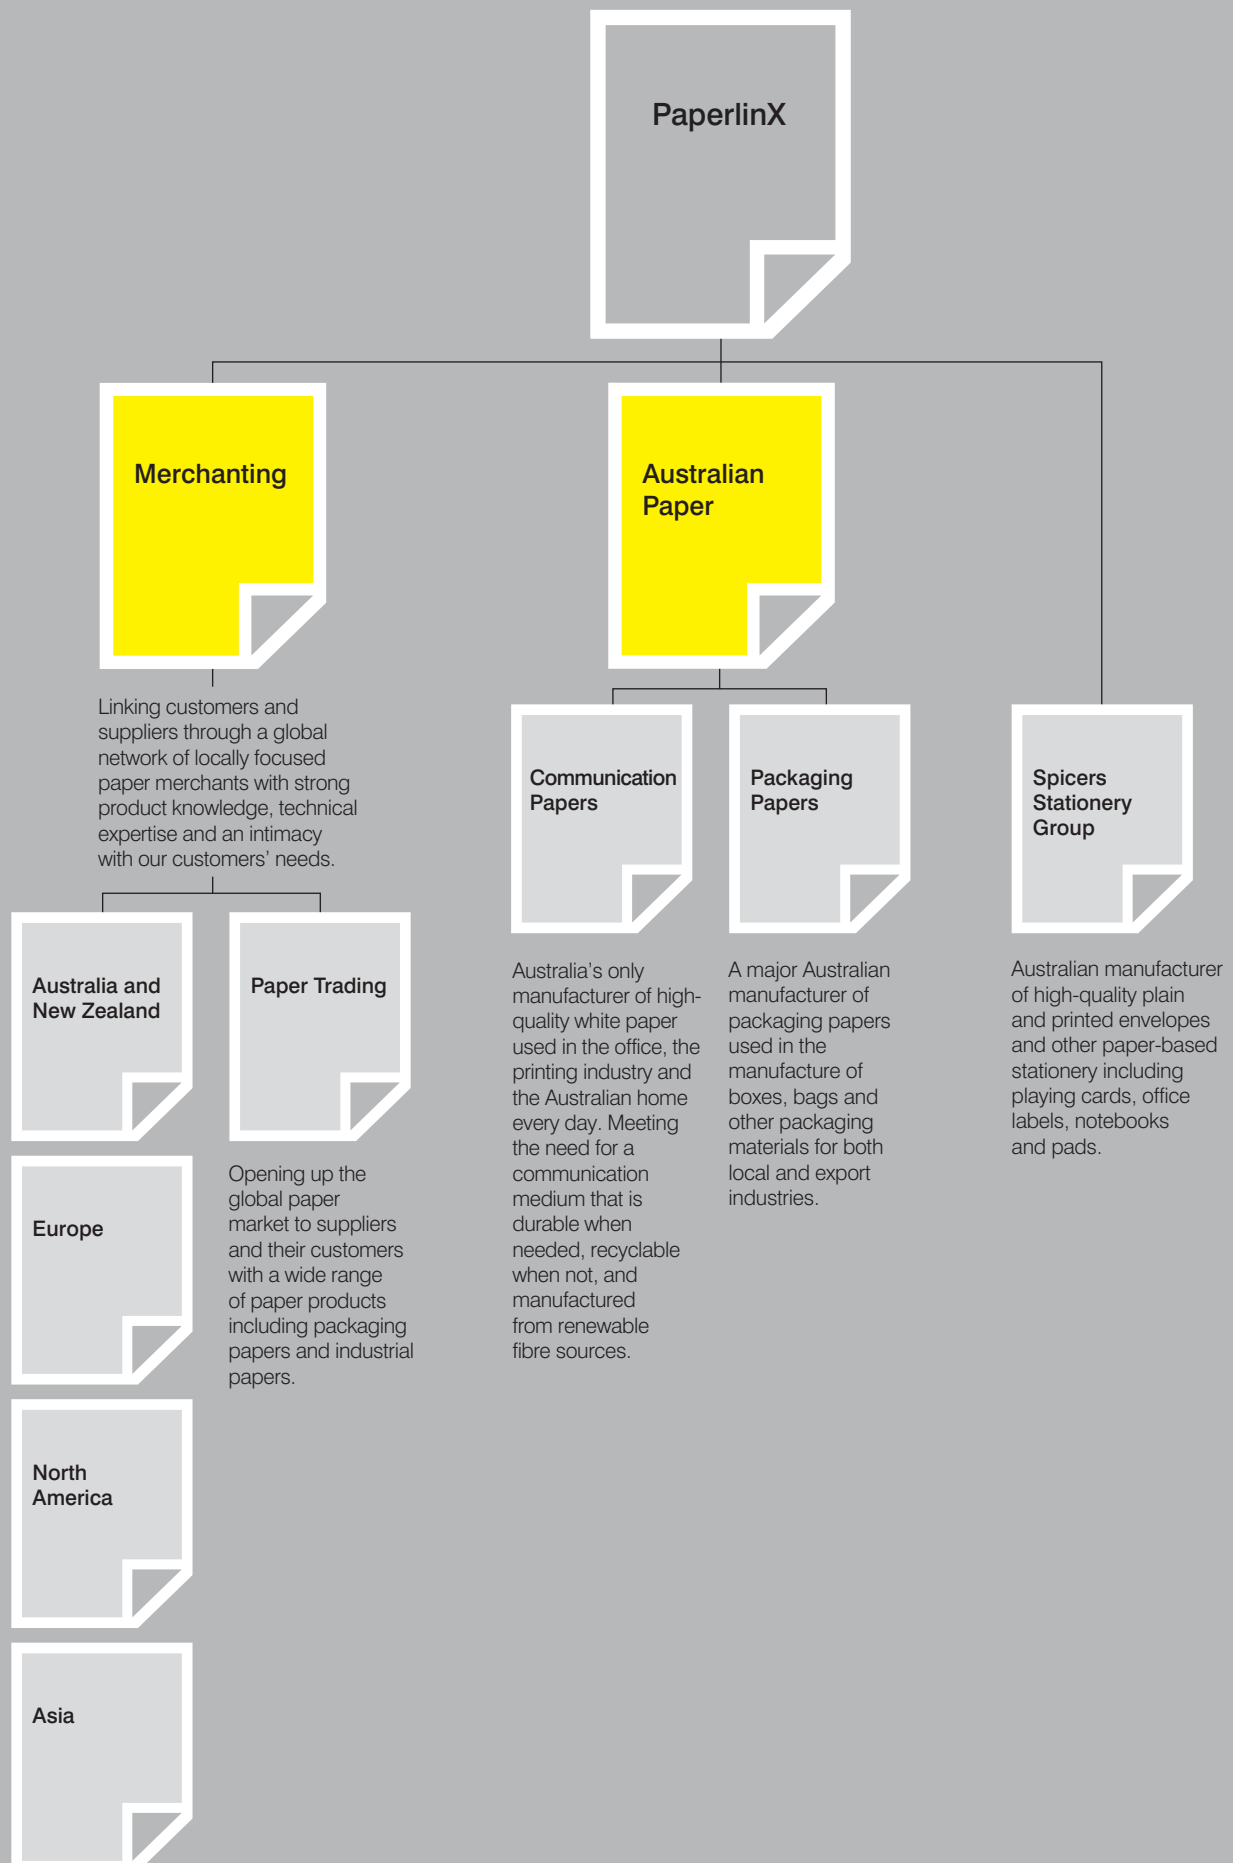 PaperlinX
Merchanting
Australian
Paper
Linking customers and
suppliers through a global
network of locally focused
paper merchants with strong
product knowledge, technical
expertise and an intimacy
with our customers’ needs.
Communication
Papers
Packaging
Papers
Spicers
Stationery
Group
Australia and
New Zealand
Paper Trading
Australia’s only
manufacturer of high-
quality white paper
used in the office, the
printing industry and
the Australian home
every day. Meeting
the need for a
communication
medium that is
durable when
needed, recyclable
when not, and
manufactured
from renewable
fibre sources.
A major Australian
manufacturer of
packaging papers
used in the
manufacture of
boxes, bags and
other packaging
materials for both
local and export
industries.
Australian manufacturer
of high-quality plain
and printed envelopes
and other paper-based
stationery including
playing cards, office
labels, notebooks
and pads.
Opening up the
global paper
market to suppliers
and their customers
with a wide range
of paper products
including packaging
papers and industrial
papers.
Europe
North
America
Asia